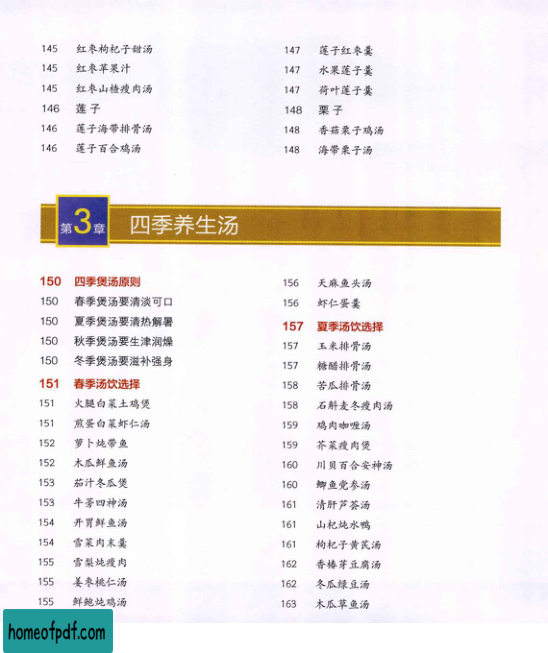 145 红枣枸杞子甜汤
145 红枣苹果汁
145 红枣山楂瘦肉汤
146 莲子
146 莲子海带排骨汤
146 莲子百合鸡汤
147 莲子红枣羹
147 水果莲子羹
147 荷叶莲子羹
148 栗子
148 香菇栗子鸡汤
148 海带栗子汤
第3章 四季养生汤
150 四季煲汤原则
150 春季煲汤要清淡可口
150 夏季煲汤要清热解暑
150 秋季煲汤要生津润燥
150 冬季煲汤要滋补强身
151 春季汤饮选择
151 火腿白菜土鸡煲
151 煎蛋白菜虾仁汤
152 萝卜炖带鱼
152 木瓜鲜鱼汤
153 茄汁冬瓜煲
153 牛蒡四神汤
154 开胃鲜鱼汤
154 雪菜肉末羹
155 雪梨炖瘦肉
155 姜枣桃仁汤
155 鲜鲍炖鸡汤
156 天麻鱼头汤
156 虾仁蛋羹
157 夏季汤饮选择
157 玉米排骨汤
157 糖醋排骨汤
158 苦瓜排骨汤
158 石斛麦冬瘦肉汤
159 鸡肉咖喱汤
159 芥菜瘦肉煲
160 川贝百合安神汤
160 鲫鱼党参汤
161 清肝芦荟汤
161 山杞炖水鸭
161 枸杞子黄芪汤
162 香椿芽豆腐汤
162 冬瓜绿豆汤
163 木瓜草鱼汤
homeofpdf.com